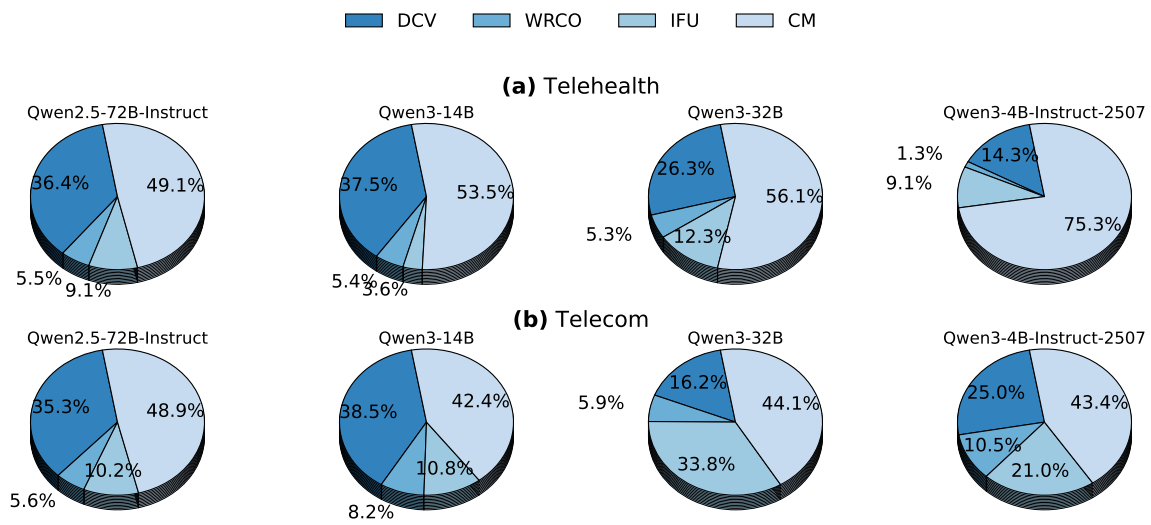 DCV WRCO IFU CM
(a) Telehealth
Qwen2.5-72B-Instruct
36.4%
49.1%
5.5%
9.1%
Qwen3-14B
37.5%
53.5%
5.4%
3.6%
Qwen3-32B
26.3%
56.1%
5.3%
12.3%
Qwen3-4B-Instruct-2507
1.3%
14.3%
9.1%
75.3%
(b) Telecom
Qwen2.5-72B-Instruct
35.3%
48.9%
10.2%
5.6%
Qwen3-14B
38.5%
42.4%
10.8%
8.2%
Qwen3-32B
16.2%
5.9%
44.1%
33.8%
Qwen3-4B-Instruct-2507
25.0%
43.4%
10.5%
21.0%